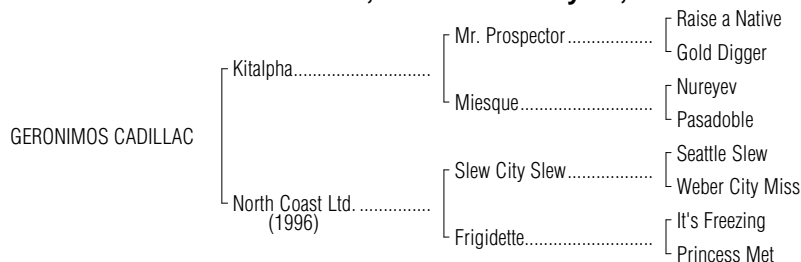 Raise a Native
Mr. Prospector..................
Gold Digger
Kitalpha............................
Nureyev
Miesque............................
Pasadoble
GERONIMOS CADILLAC
Seattle Slew
Slew City Slew..................
Weber City Miss
North Coast Ltd. ...............
(1996)
It's Freezing
Frigidette..........................
Princess Met